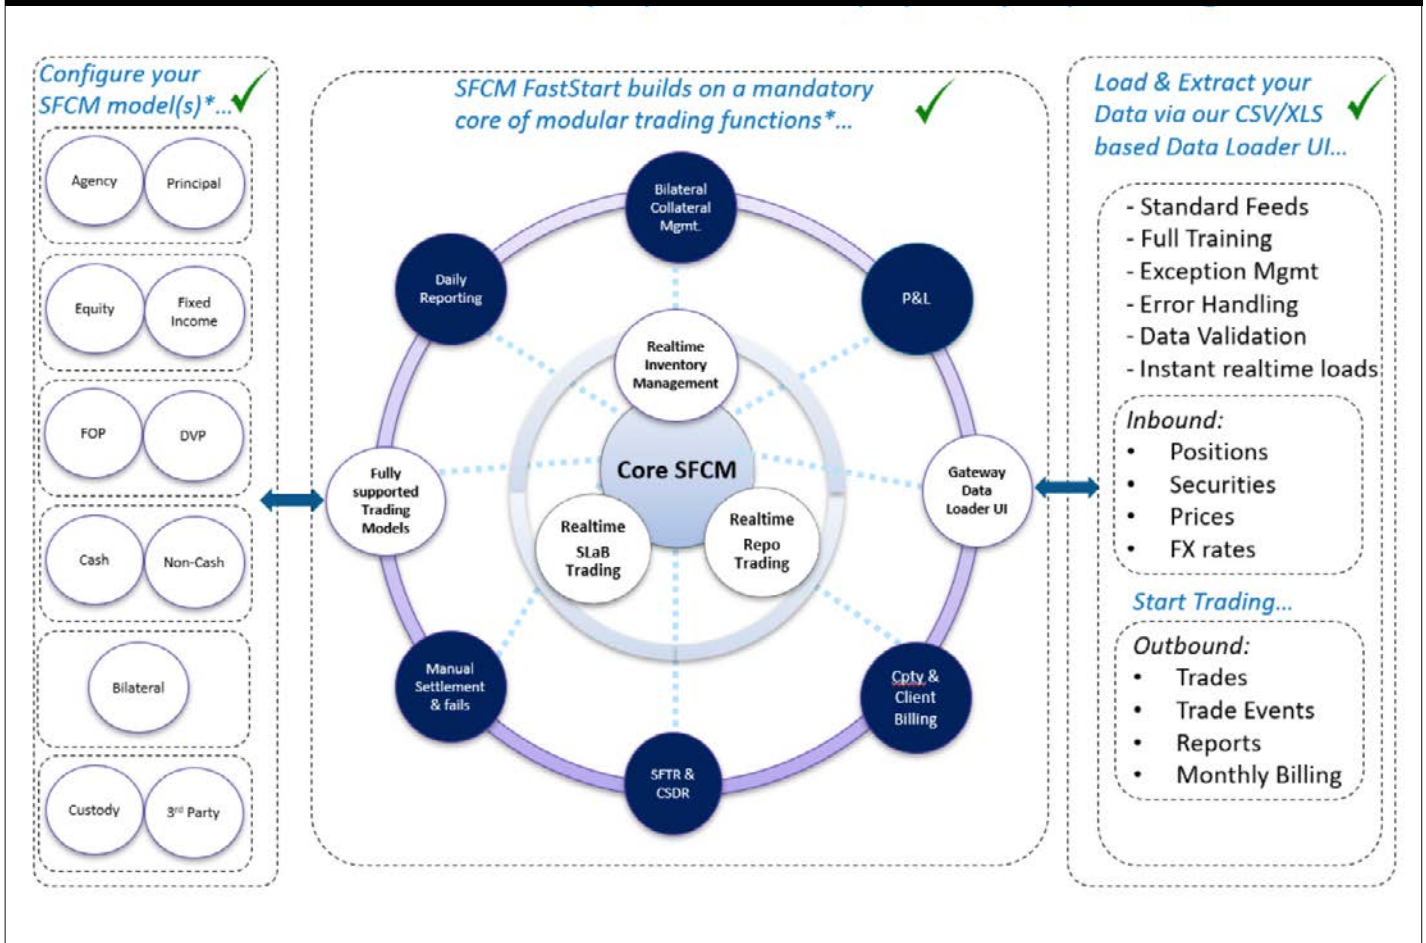 Configure your
SFCM model(s)*...
Agency
Principal
Equity
Fixed
Income
FOP
DVP
Cash
Non-Cash
Bilateral
Custody
3rd Party
SFCM FastStart builds on a mandatory
core of modular trading functions*...
Bilateral
Collateral
Mgmt.
Daily
Reporting
P&L
Realtime
Inventory
Management
Core SFCM
Fully
supported
Trading
Models
Gateway
Data
Loader UI
Realtime
SLaB
Trading
Realtime
Repo
Trading
Manual
Settlement
& fails
Cpty &
Client
Billing
SFTR &
CSDR
Load & Extract your
Data via our CSV/XLS
based Data Loader UI...
- Standard Feeds
- Full Training
- Exception Mgmt
- Error Handling
- Data Validation
- Instant realtime loads
Inbound:
• Positions
• Securities
• Prices
• FX rates
Start Trading...
Outbound:
• Trades
• Trade Events
• Reports
• Monthly Billing